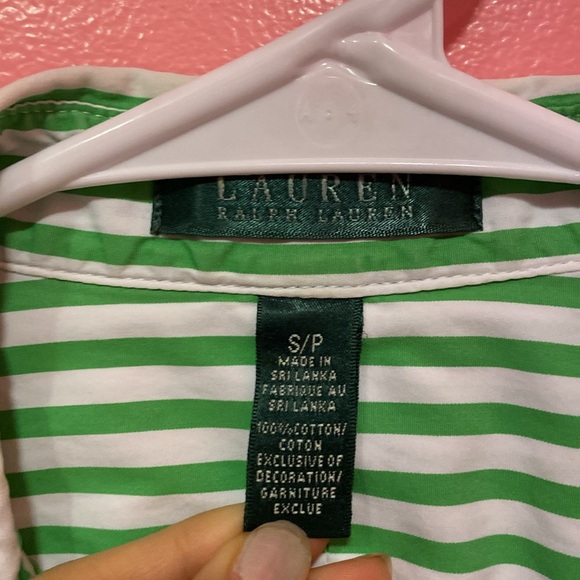 LAUREN
RALPH LAUREN
S/P
MADE IN
SRI LANKA
FABRIQUE AU
SRI LANKA
100% COTTON/
COTON
EXCLUSIVE OF
DECORATION/
GARNITURE
EXCLUE